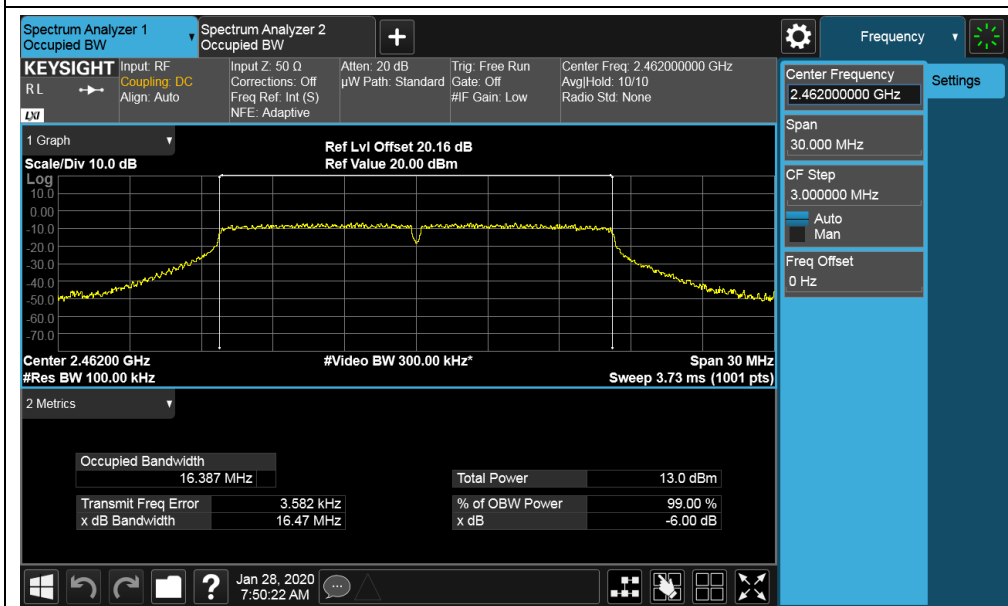 Spectrum Analyzer 1
Occupied BW
Spectrum Analyzer 2
Occupied BW
Frequency
KEYSIGHT
RL
LXI
Input: RF
Coupling: DC
Align: Auto
Input Z: 50 Ω
Corrections: Off
Freq Ref: Int (S)
NFE: Adaptive
Atten: 20 dB
µW Path: Standard
Trig: Free Run
Gate: Off
#IF Gain: Low
Center Freq: 2.462000000 GHz
Avg|Hold: 10/10
Radio Std: None
Center Frequency
2.462000000 GHz
Settings
Span
30.000 MHz
CF Step
3.000000 MHz
Auto
Man
Freq Offset
0 Hz
1 Graph
Scale/Div 10.0 dB
Ref Lvl Offset 20.16 dB
Ref Value 20.00 dBm
Log
10.0
0.00
-10.0
-20.0
-30.0
-40.0
-50.0
-60.0
-70.0
Center 2.46200 GHz
#Video BW 300.00 kHz*
Span 30 MHz
#Res BW 100.00 kHz
Sweep 3.73 ms (1001 pts)
2 Metrics
Occupied Bandwidth
16.387 MHz
Total Power 13.0 dBm
Transmit Freq Error 3.582 kHz
% of OBW Power 99.00 %
x dB Bandwidth 16.47 MHz
x dB -6.00 dB
?
Jan 28, 2020
7:50:22 AM